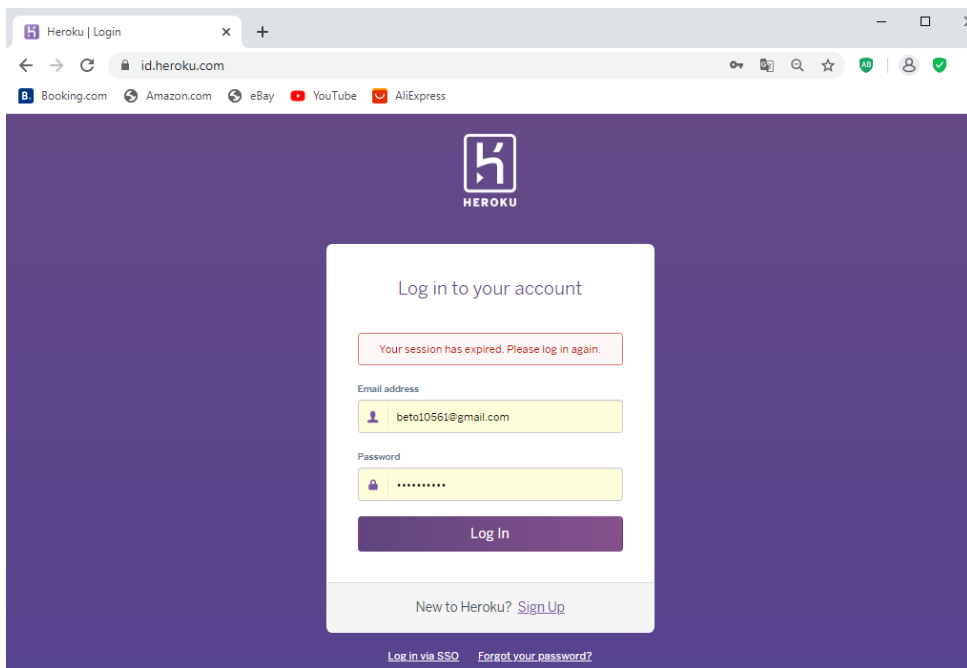 Heroku | Login
id.heroku.com
AB
B. Booking.com Amazon.com eBay YouTube AliExpress
HEROKU
Log in to your account
Your session has expired. Please log in again.
Email address
beto10561@gmail.com
Password
••••••••••
Log In
New to Heroku? Sign Up
Log in via SSO Forgot your password?